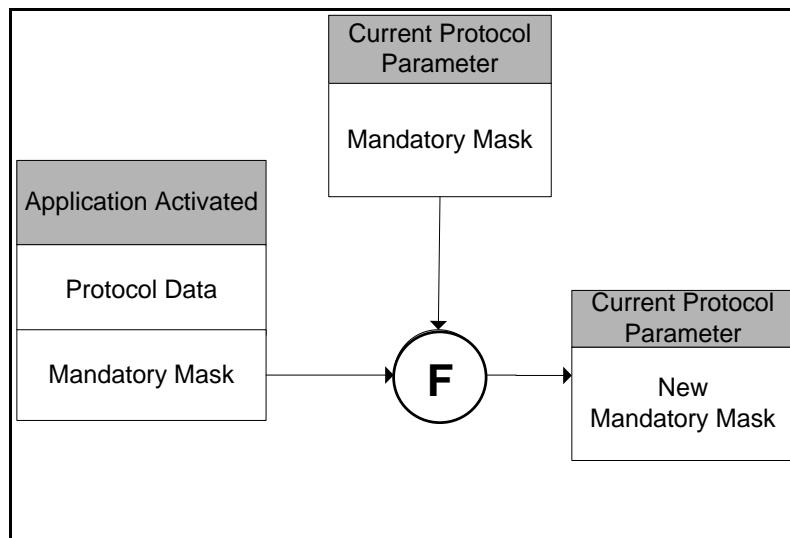 Current Protocol
Parameter
Mandatory Mask
Application Activated
Protocol Data
Mandatory Mask
F
Current Protocol
Parameter
New
Mandatory Mask